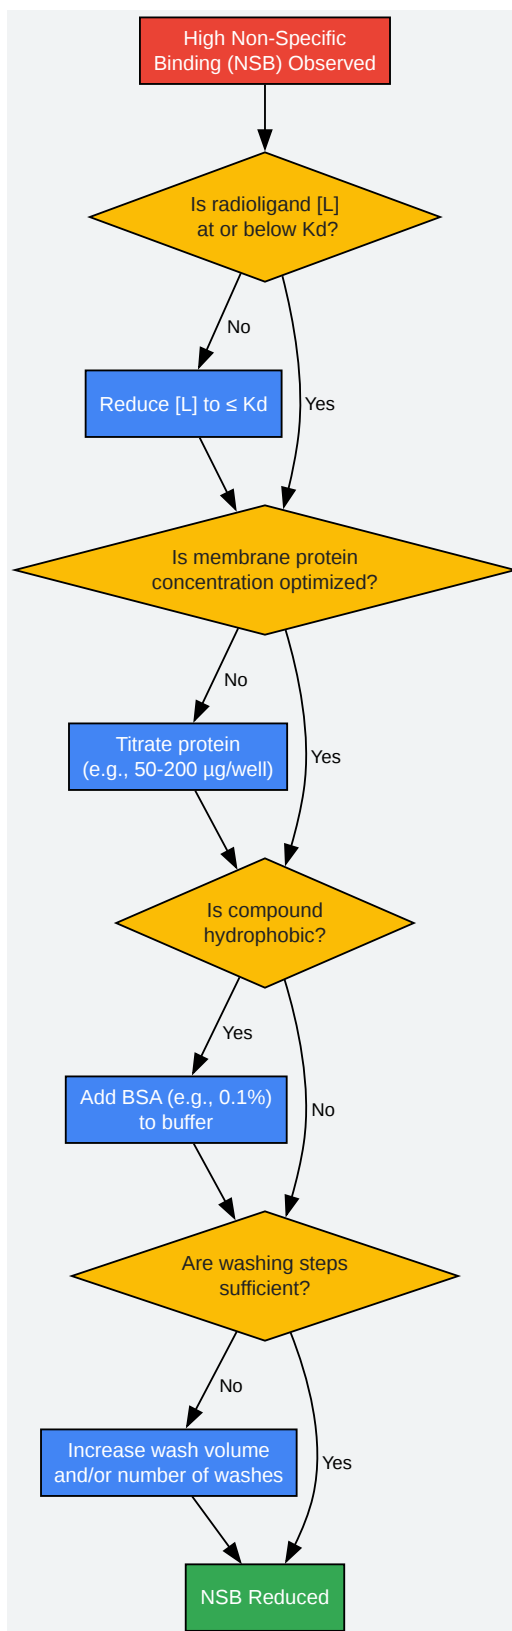 High Non-Specific
Binding (NSB) Observed
Is radioligand [L]
at or below Kd?
No
Yes
Reduce [L] to ≤ Kd
Is membrane protein
concentration optimized?
No
Yes
Titrate protein
(e.g., 50-200 µg/well)
Is compound
hydrophobic?
Yes
No
Add BSA (e.g., 0.1%)
to buffer
Are washing steps
sufficient?
No
Yes
Increase wash volume
and/or number of washes
NSB Reduced